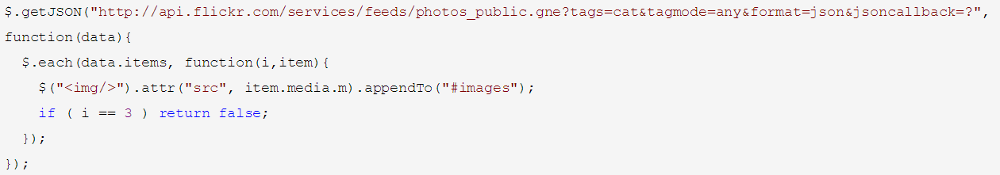 $.getJSON("http://api.flickr.com/services/feeds/photos_public.gne?tags=cat&tagmode=any&format=json&jsoncallback=?",
function(data){
  $.each(data.items, function(i,item){
    $("<img/>").attr("src", item.media.m).appendTo("#images");
    if ( i == 3 ) return false;
  });
});